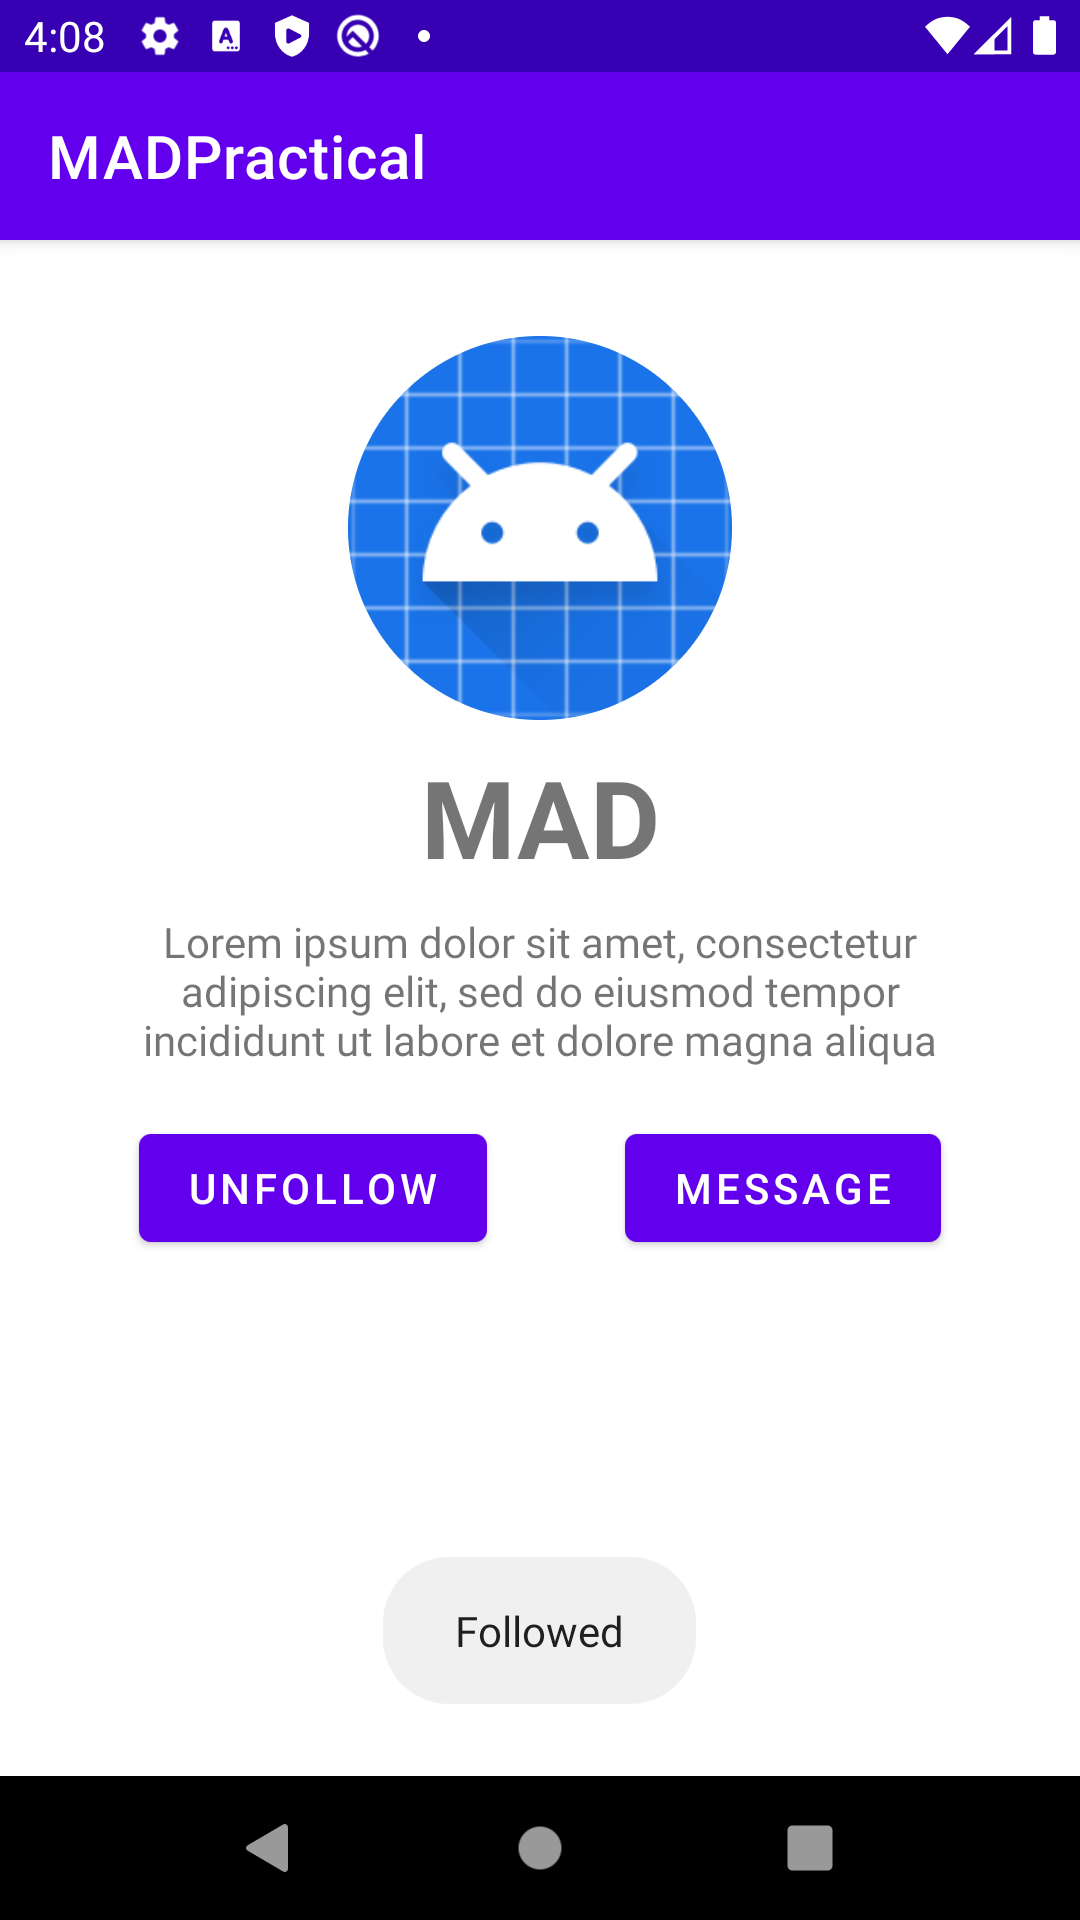 4:08
MADPractical
MAD
Lorem ipsum dolor sit amet, consectetur
adipiscing elit, sed do eiusmod tempor
incididunt ut labore et dolore magna aliqua
UNFOLLOW
MESSAGE
Followed